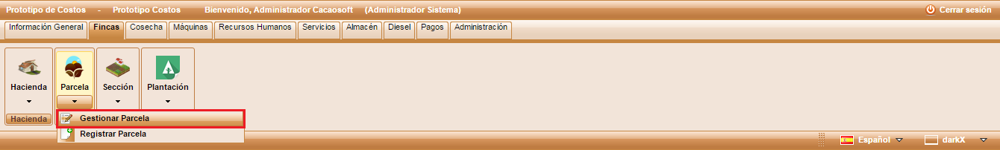 Prototipo de Costos - Prototipo Costos Bienvenido, Administrador Cacaosoft (Administrador Sistema) Cerrar sesión
Información General Fincas Cosecha Máquinas Recursos Humanos Servicios Almacén Diesel Pagos Administración
Hacienda Parcela Sección Plantación
Hacienda
Gestionar Parcela
Registrar Parcela
Español darkX